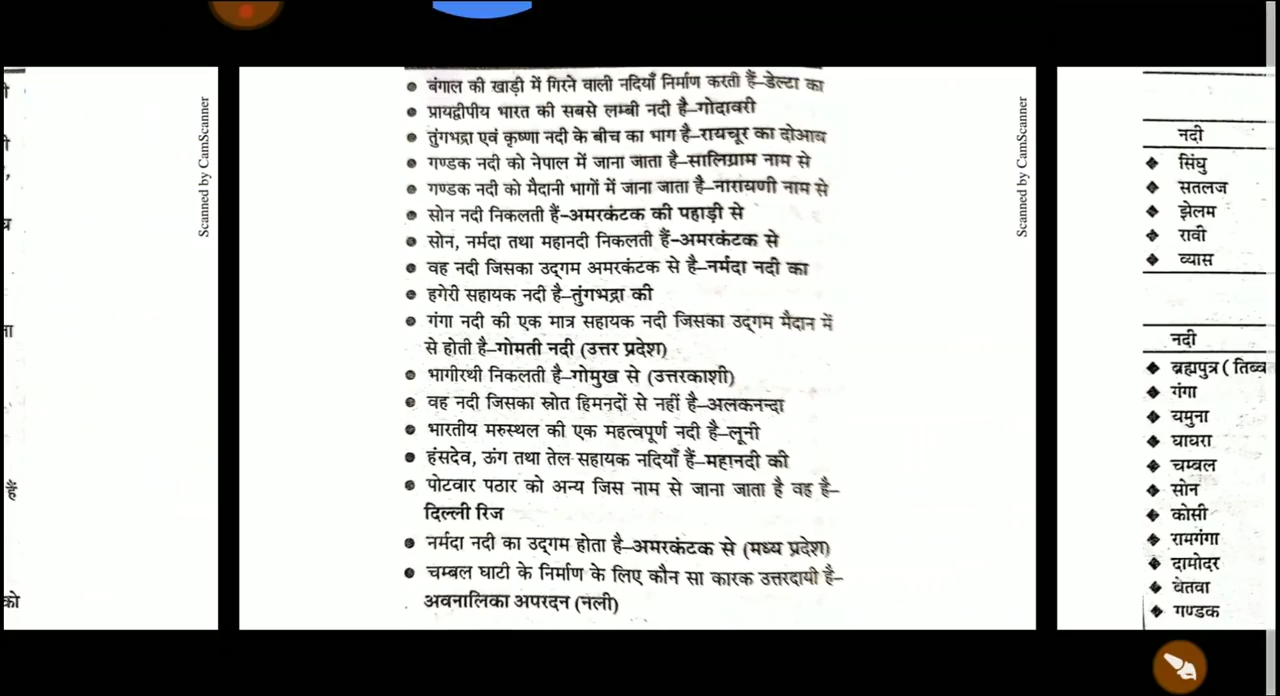 Scanned by CamScanner
● बंगाल की खाड़ी में गिरने वाली नदियाँ निर्माण करती हैं–डेल्टा का
● प्रायद्वीपीय भारत की सबसे लम्बी नदी है–गोदावरी
● तुंगभद्रा एवं कृष्णा नदी के बीच का भाग है–रायचूर का दोआब
● गण्डक नदी को नेपाल में जाना जाता है–सालिग्राम नाम से
● गण्डक नदी को मैदानी भागों में जाना जाता है–नारायणी नाम से
● सोन नदी निकलती हैं–अमरकंटक की पहाड़ी से
● सोन, नर्मदा तथा महानदी निकलती हैं–अमरकंटक से
● वह नदी जिसका उद्‌गम अमरकंटक से है–नर्मदा नदी का
● हगेरी सहायक नदी है–तुंगभद्रा की
● गंगा नदी की एक मात्र सहायक नदी जिसका उद्‌गम मैदान में
से होती है–गोमती नदी (उत्तर प्रदेश)
● भागीरथी निकलती है–गोमुख से (उत्तरकाशी)
● वह नदी जिसका स्रोत हिमनदों से नहीं है–अलकनन्दा
● भारतीय मरुस्थल की एक महत्वपूर्ण नदी है–लूनी
● हंसदेव, ऊंग तथा तेल सहायक नदियाँ हैं–महानदी की
● पोटवार पठार को अन्य जिस नाम से जाना जाता है वह है–
दिल्ली रिज
● नर्मदा नदी का उद्‌गम होता है–अमरकंटक से (मध्य प्रदेश)
● चम्बल घाटी के निर्माण के लिए कौन सा कारक उत्तरदायी है–
अवनालिका अपरदन (नली)
Scanned by CamScanner
नदी
❖ सिंधु
❖ सतलज
❖ झेलम
❖ रावी
❖ व्यास
नदी
❖ ब्रह्मपुत्र ( तिब्ब
❖ गंगा
❖ यमुना
❖ घाघरा
❖ चम्बल
❖ सोन
❖ कोसी
❖ रामगंगा
❖ दामोदर
❖ बेतवा
❖ गण्डक